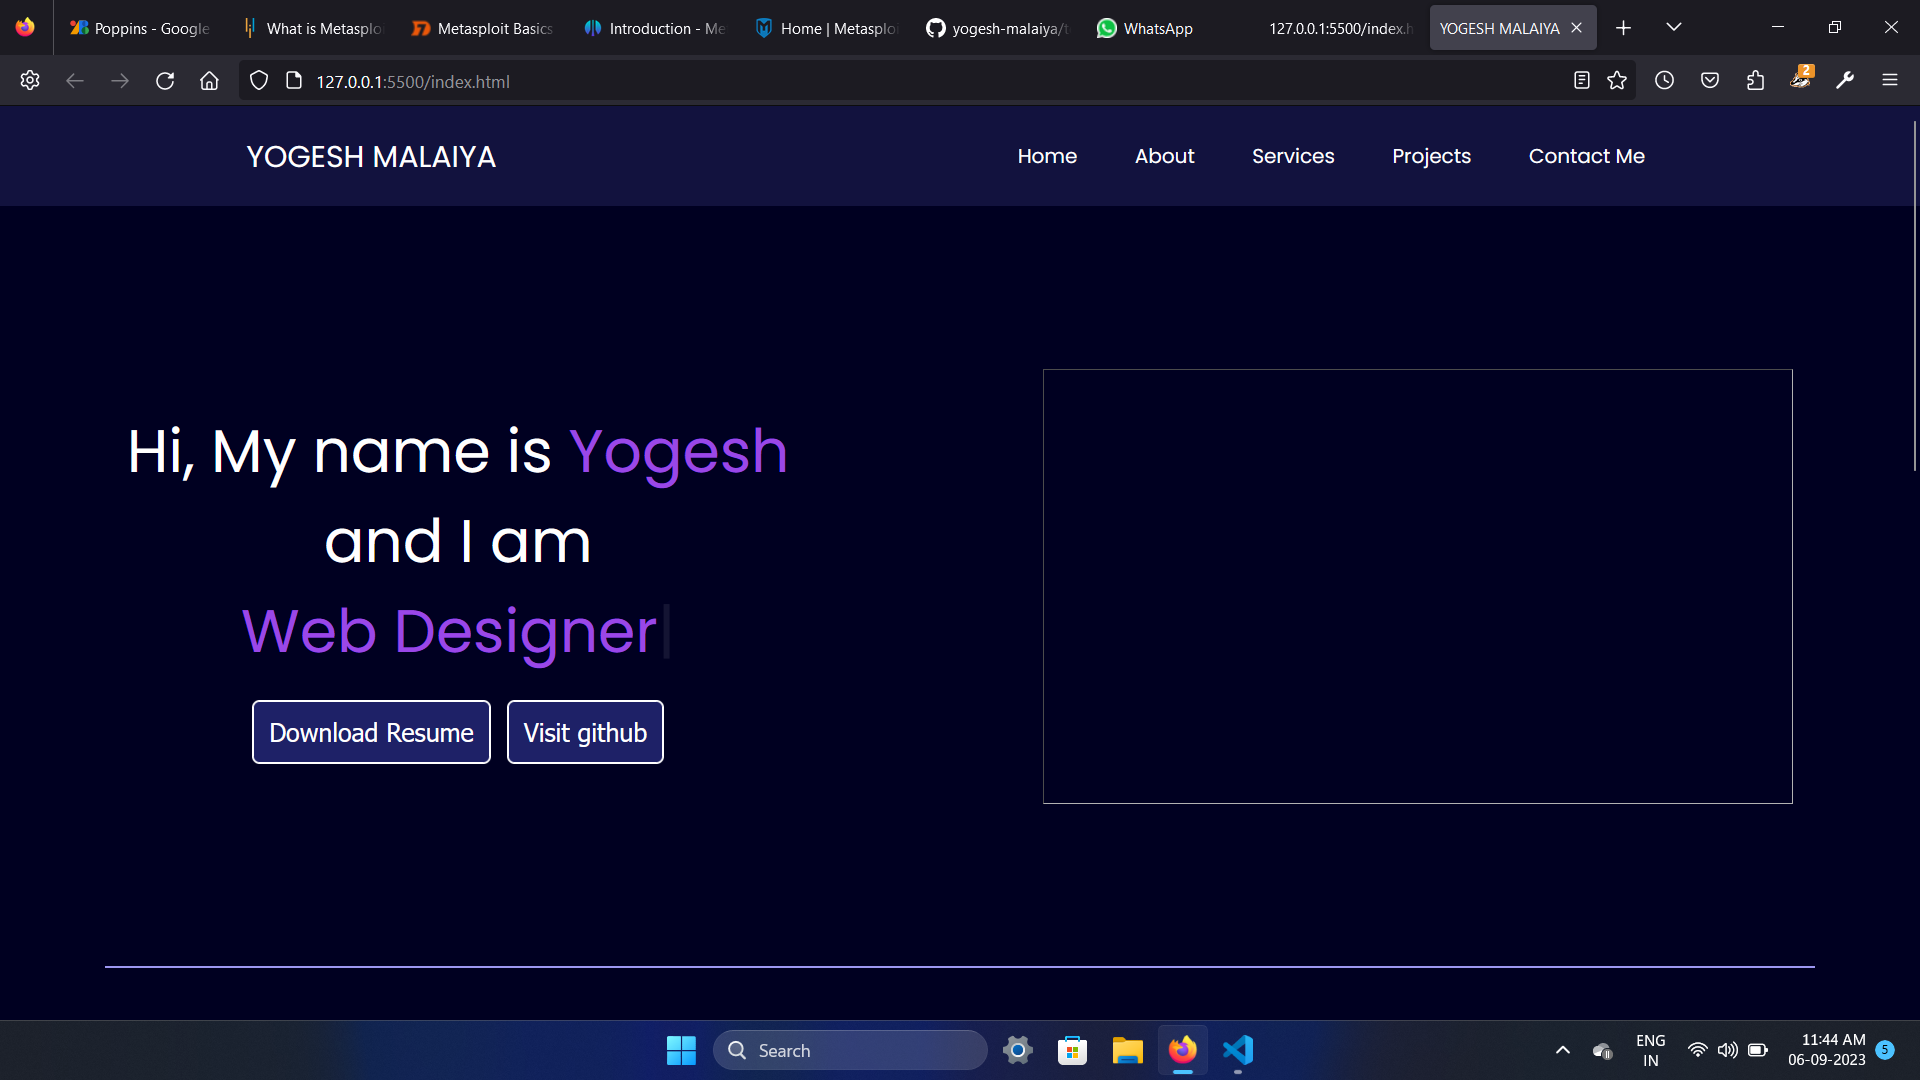 Poppins - Google
What is Metasploi
Metasploit Basics
Introduction - Me
Home | Metasploi
yogesh-malaiya/t
WhatsApp
127.0.0.1:5500/index.h
YOGESH MALAIYA
127.0.0.1:5500/index.html
2
YOGESH MALAIYA
Home
About
Services
Projects
Contact Me
Hi, My name is Yogesh
and I am
Web Designer
Download Resume
Visit github
Search
ENG
IN
11:44 AM
06-09-2023
5